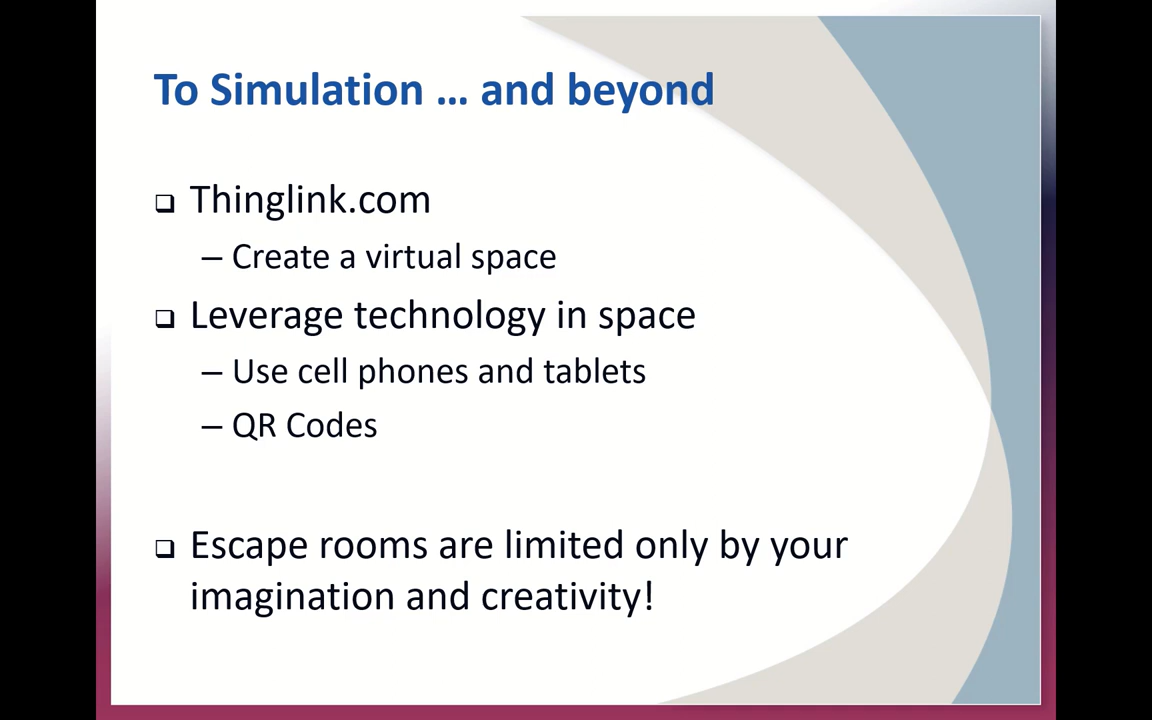 To Simulation … and beyond
❑ Thinglink.com
– Create a virtual space
❑ Leverage technology in space
– Use cell phones and tablets
– QR Codes
❑ Escape rooms are limited only by your
imagination and creativity!